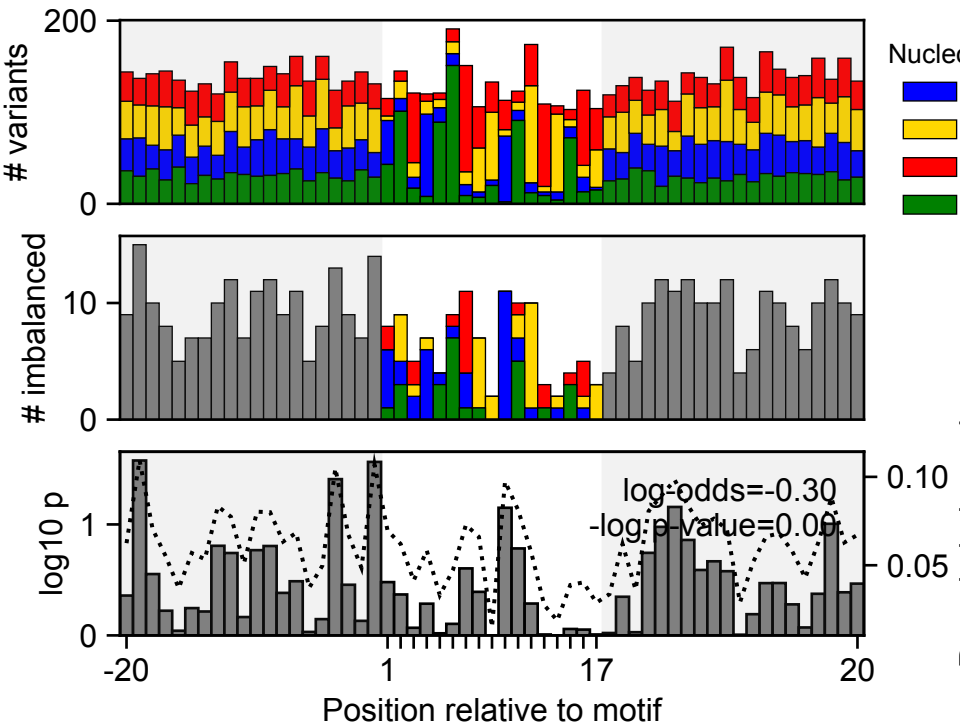 200
0
# variants
Nucleo
10
0
# imbalanced
log-odds=-0.30
-log p-value=0.00
0.10
0.05
1
0
log10 p
-20
1
17
20
Position relative to motif